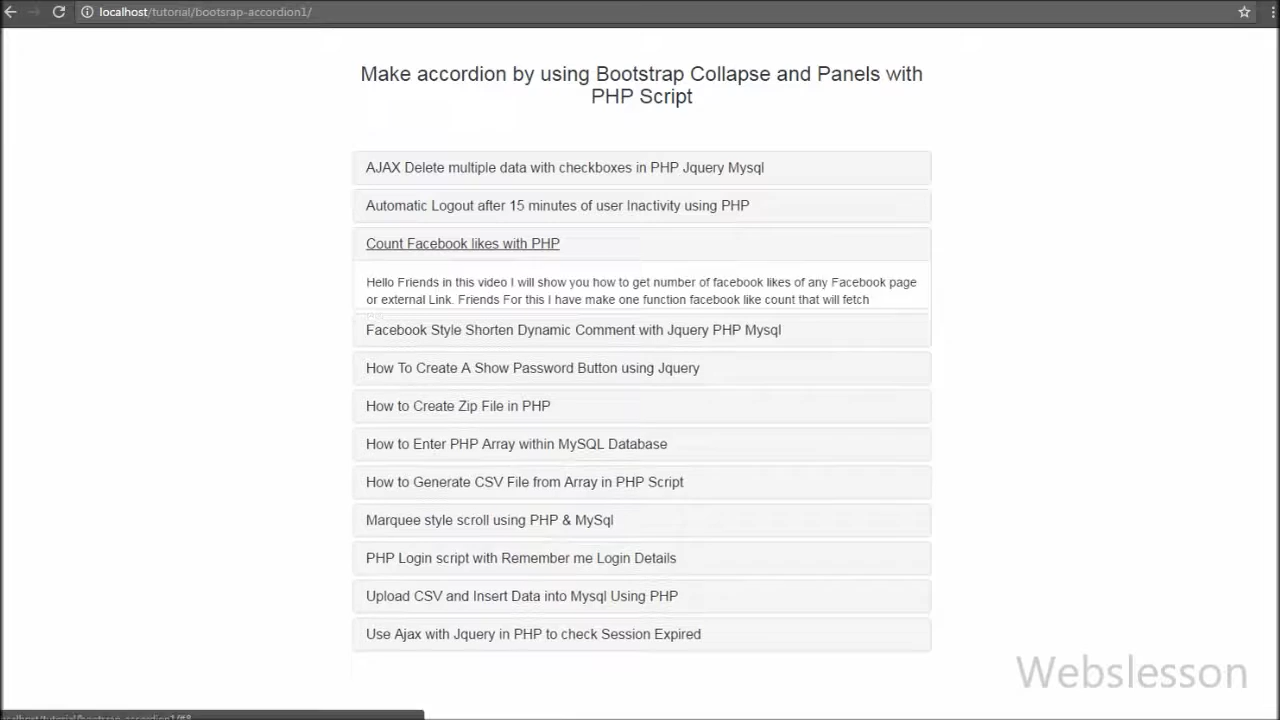 localhost/tutorial/bootsrap-accordion1/
Make accordion by using Bootstrap Collapse and Panels with
PHP Script
AJAX Delete multiple data with checkboxes in PHP Jquery Mysql
Automatic Logout after 15 minutes of user Inactivity using PHP
Count Facebook likes with PHP
Hello Friends in this video I will show you how to get number of facebook likes of any Facebook page
or external Link. Friends For this I have make one function facebook like count that will fetch
Facebook Style Shorten Dynamic Comment with Jquery PHP Mysql
How To Create A Show Password Button using Jquery
How to Create Zip File in PHP
How to Enter PHP Array within MySQL Database
How to Generate CSV File from Array in PHP Script
Marquee style scroll using PHP & MySql
PHP Login script with Remember me Login Details
Upload CSV and Insert Data into Mysql Using PHP
Use Ajax with Jquery in PHP to check Session Expired
Webslesson